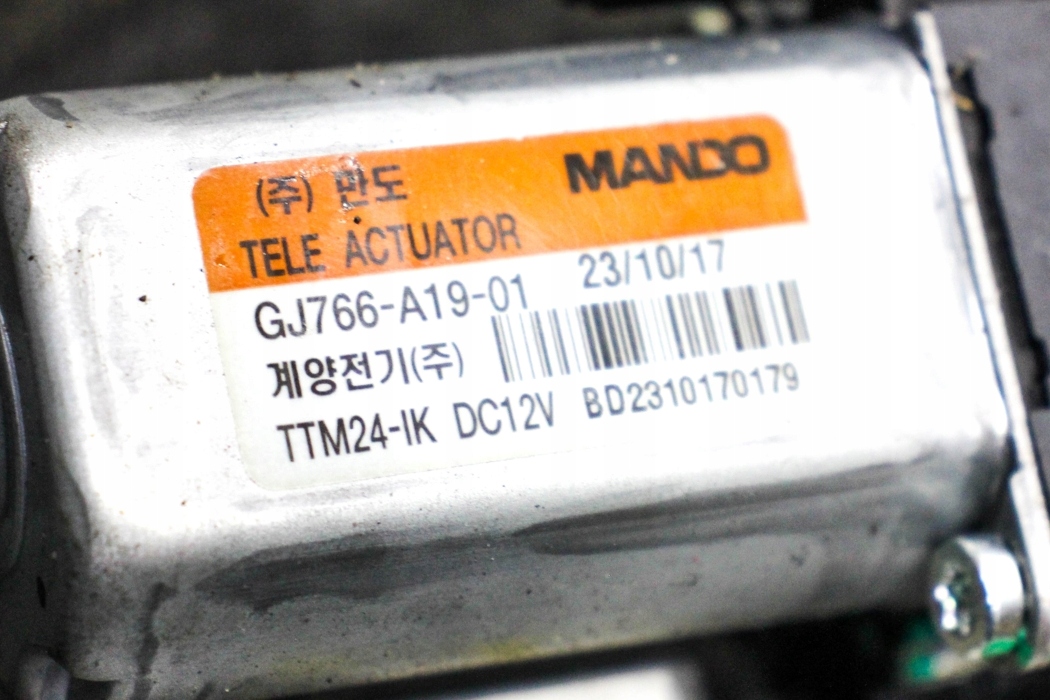 (주) 만도 MANDO
TELE ACTUATOR
GJ766-A19-01 23/10/17
계양전기(주)
TTM24-IK DC12V BD2310170179